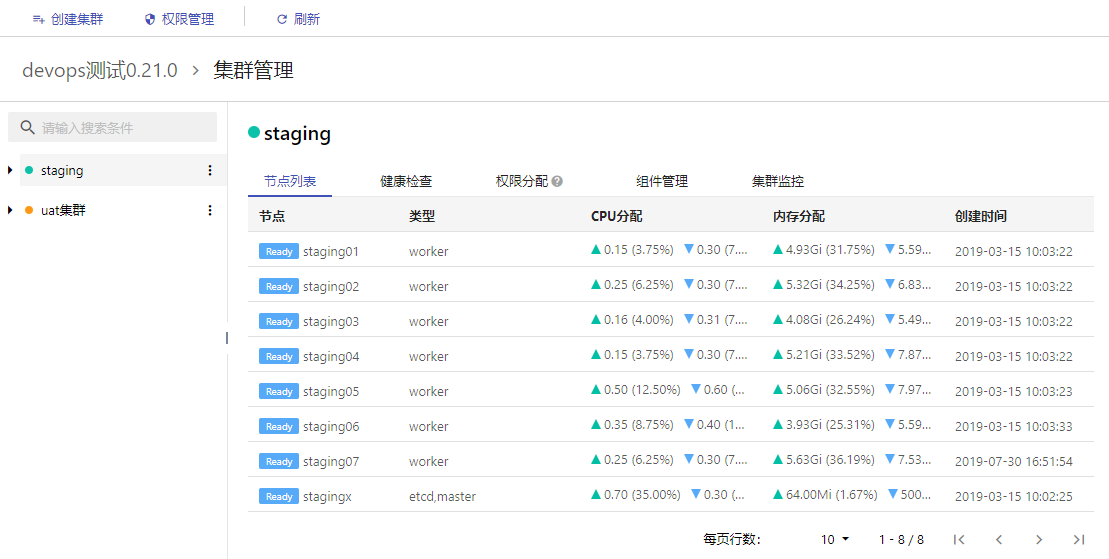 创建集群 权限管理 刷新
devops测试0.21.0 > 集群管理
请输入搜索条件
staging
uat集群
staging
节点列表 健康检查 权限分配 组件管理 集群监控
节点 类型 CPU分配 内存分配 创建时间
Ready staging01 worker 0.15 (3.75%) 0.30 (7.... 4.93Gi (31.75%) 5.59... 2019-03-15 10:03:22
Ready staging02 worker 0.25 (6.25%) 0.30 (7.... 5.32Gi (34.25%) 6.83... 2019-03-15 10:03:22
Ready staging03 worker 0.16 (4.00%) 0.31 (7.... 4.08Gi (26.24%) 5.49... 2019-03-15 10:03:22
Ready staging04 worker 0.15 (3.75%) 0.30 (7.... 5.21Gi (33.52%) 7.87... 2019-03-15 10:03:22
Ready staging05 worker 0.50 (12.50%) 0.60 (... 5.06Gi (32.55%) 7.97... 2019-03-15 10:03:23
Ready staging06 worker 0.35 (8.75%) 0.40 (1... 3.93Gi (25.31%) 5.59... 2019-03-15 10:03:33
Ready staging07 worker 0.25 (6.25%) 0.30 (7.... 5.63Gi (36.19%) 7.53... 2019-07-30 16:51:54
Ready stagingx etcd,master 0.70 (35.00%) 0.30 (... 64.00Mi (1.67%) 500... 2019-03-15 10:02:25
每页行数: 10 1 - 8 / 8